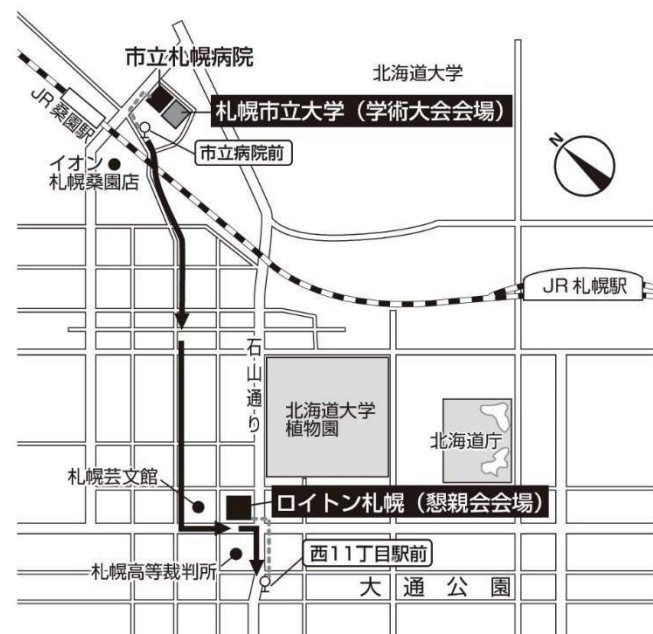 市立札幌病院
北海道大学
札幌市立大学（学術大会会場）
JR桑園駅
市立病院前
イオン
札幌桑園店
N
JR札幌駅
石山通り
北海道大学
植物園
北海道庁
札幌芸文館
ロイトン札幌（懇親会会場）
西11丁目駅前
札幌高等裁判所
大通公園